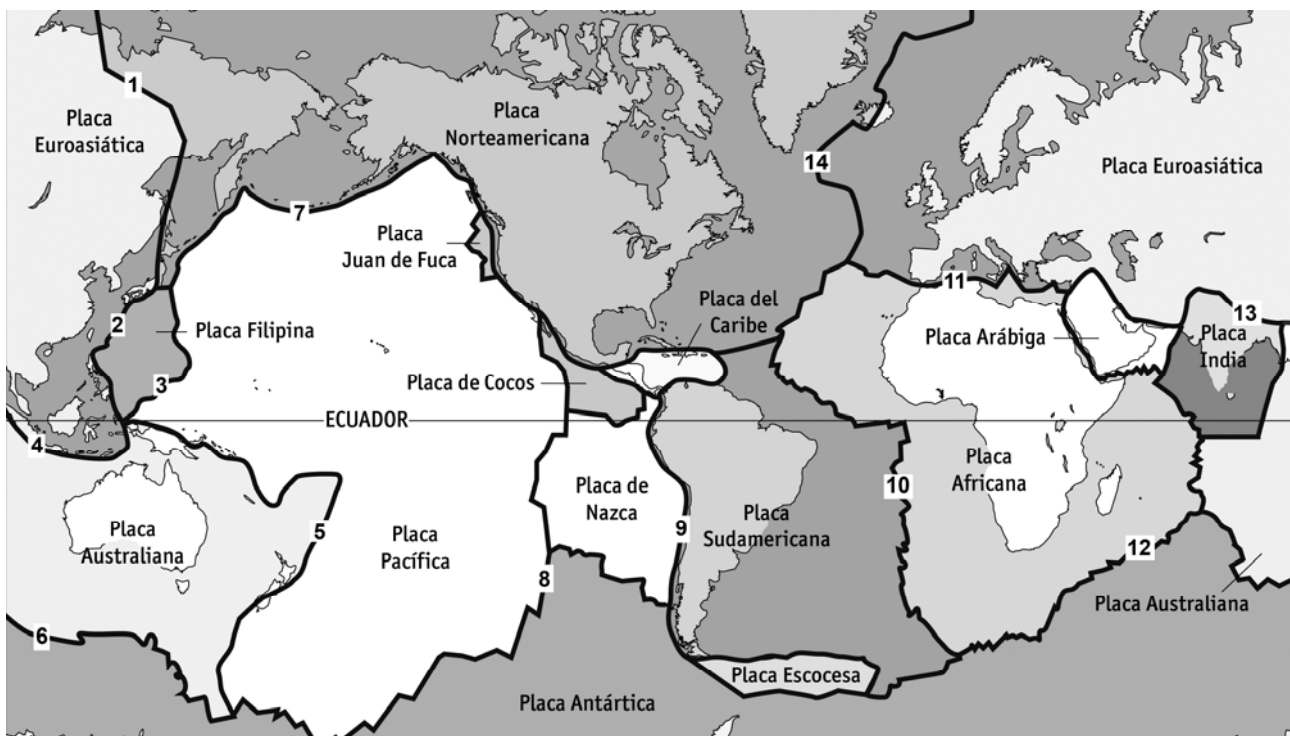 1
Placa
Euroasiática
Placa
Norteamericana
14
Placa Euroasiática
7
Placa
Juan de Fuca
11
2
Placa Filipina
Placa del
Caribe
Placa Arábiga
13
Placa
India
3
Placa de Cocos
ECUADOR
4
Placa
Africana
10
Placa de
Nazca
9
Placa
Sudamericana
Placa
Australiana
5
Placa
Pacífica
8
12
Placa Australiana
6
Placa Escocesa
Placa Antártica